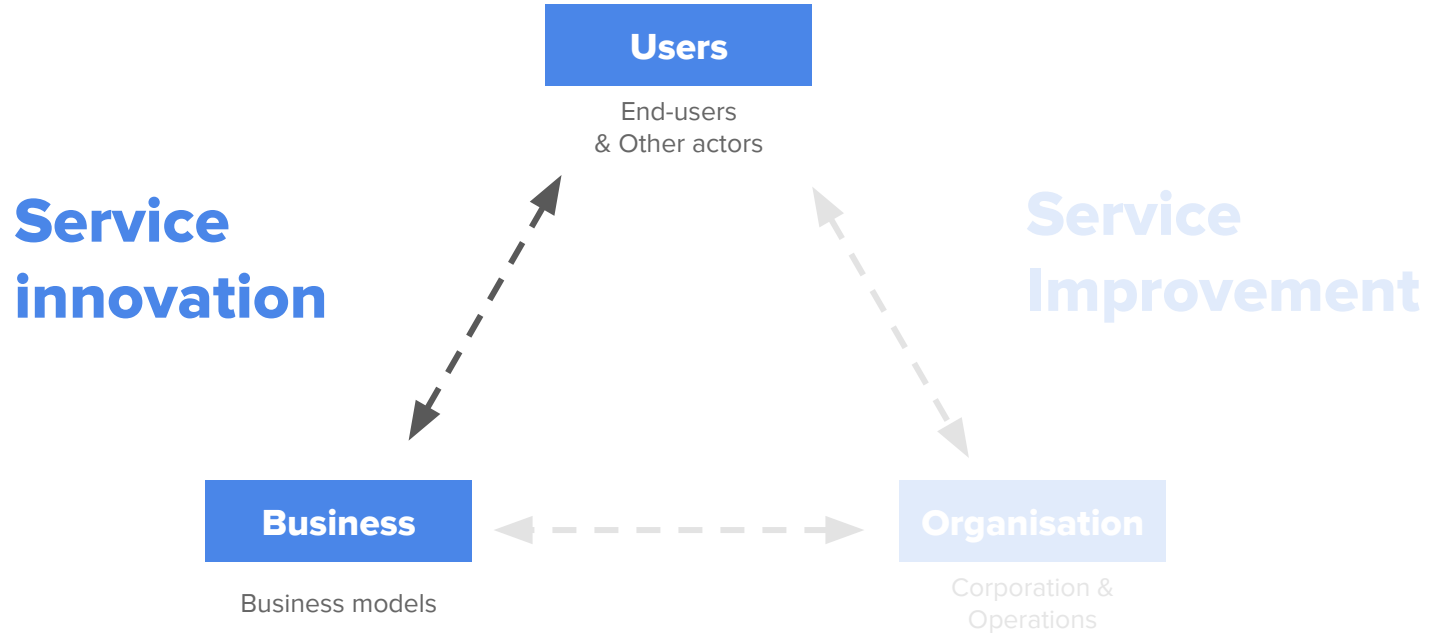 Users
End-users
& Other actors
Service
innovation
Service
Improvement
Business
Business models
Organisation
Corporation &
Operations